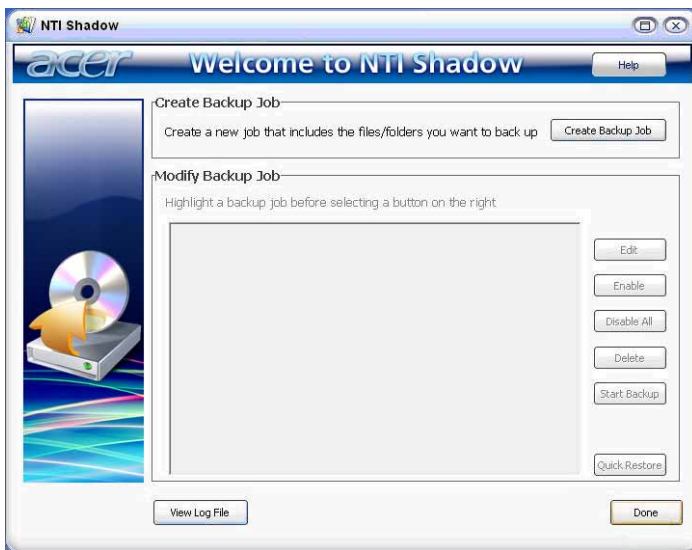 NTI Shadow
acer Welcome to NTI Shadow Help
Create Backup Job
Create a new job that includes the files/folders you want to back up Create Backup Job
Modify Backup Job
Highlight a backup job before selecting a button on the right
Edit
Enable
Disable All
Delete
Start Backup
Quick Restore
View Log File Done